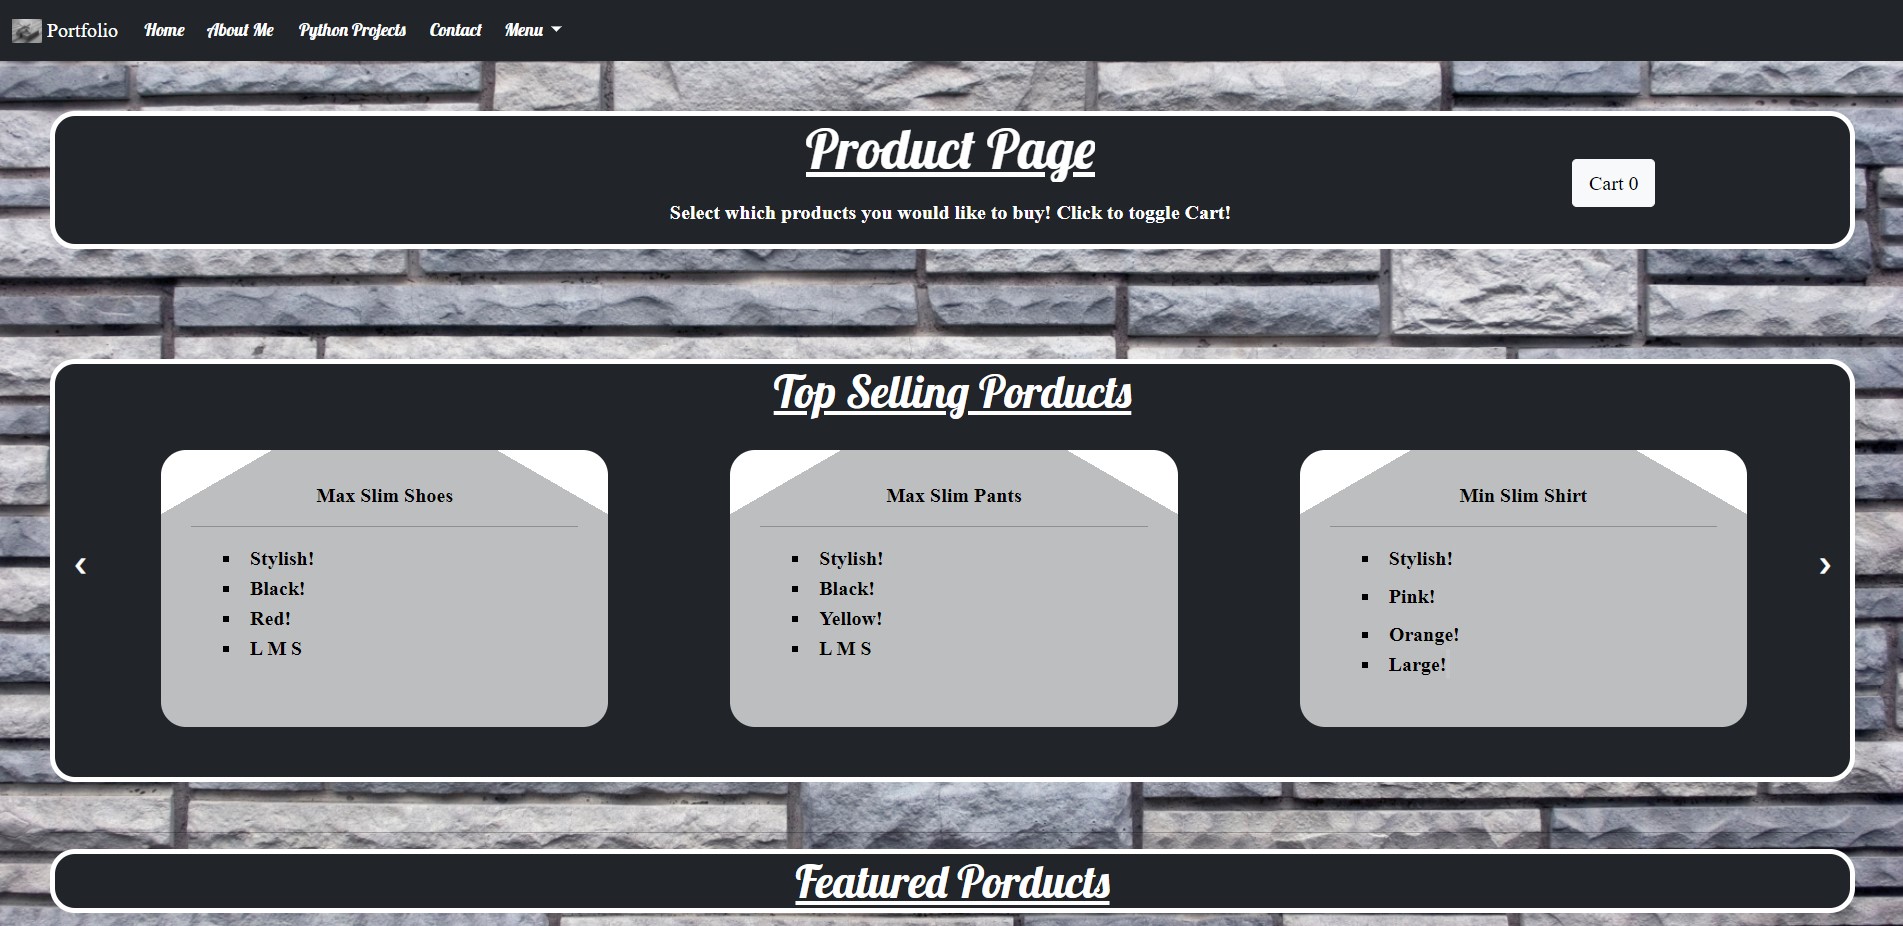 Portfolio Home About Me Python Projects Contact Menu
Product Page
Cart 0
Select which products you would like to buy! Click to toggle Cart!
Top Selling Porducts
Max Slim Shoes
Stylish!
Black!
Red!
L M S
Max Slim Pants
Stylish!
Black!
Yellow!
L M S
Min Slim Shirt
Stylish!
Pink!
Orange!
Large!
‹
›
Featured Porducts